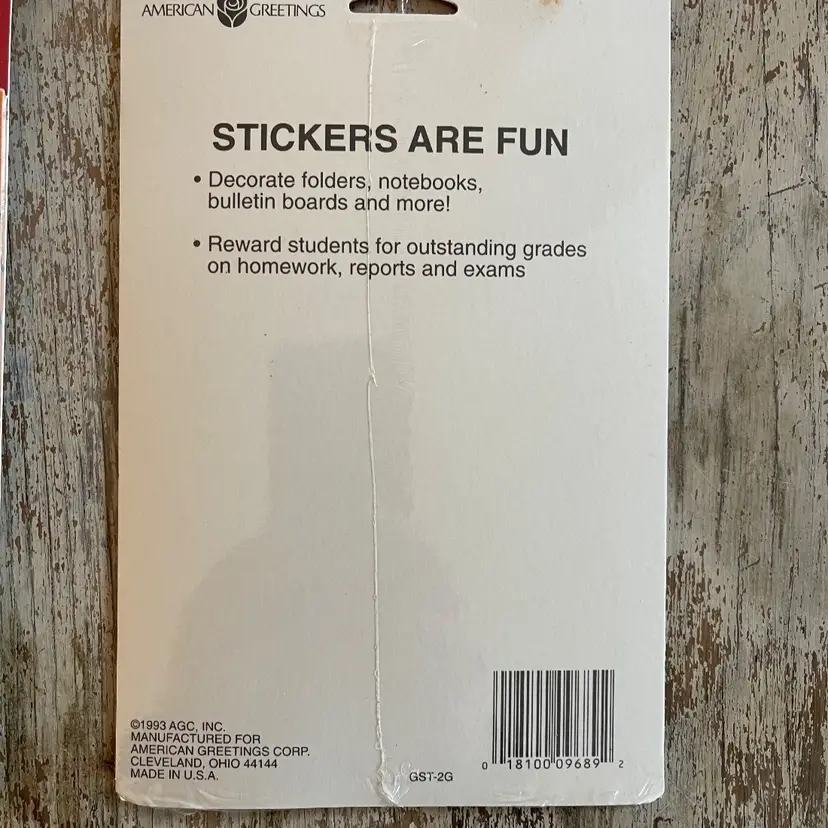 AMERICAN GREETINGS
STICKERS ARE FUN
• Decorate folders, notebooks,
bulletin boards and more!
• Reward students for outstanding grades
on homework, reports and exams
©1993 AGC, INC.
MANUFACTURED FOR
AMERICAN GREETINGS CORP.
CLEVELAND, OHIO 44144
MADE IN U.S.A.
GST-2G
0 18100 09689 2